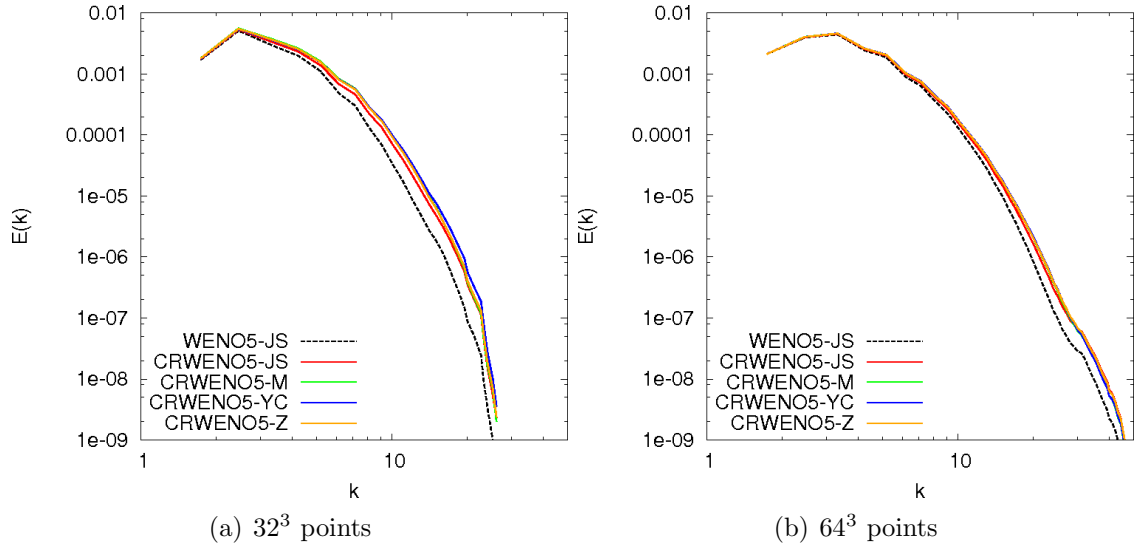 0.01
0.001
0.0001
1e-05
1e-06
1e-07
1e-08
1e-09
E(k)
WENO5-JS
CRWENO5-JS
CRWENO5-M
CRWENO5-YC
CRWENO5-Z
1 10
k
(a) 32³ points
0.01
0.001
0.0001
1e-05
1e-06
1e-07
1e-08
1e-09
E(k)
WENO5-JS
CRWENO5-JS
CRWENO5-M
CRWENO5-YC
CRWENO5-Z
1 10
k
(b) 64³ points